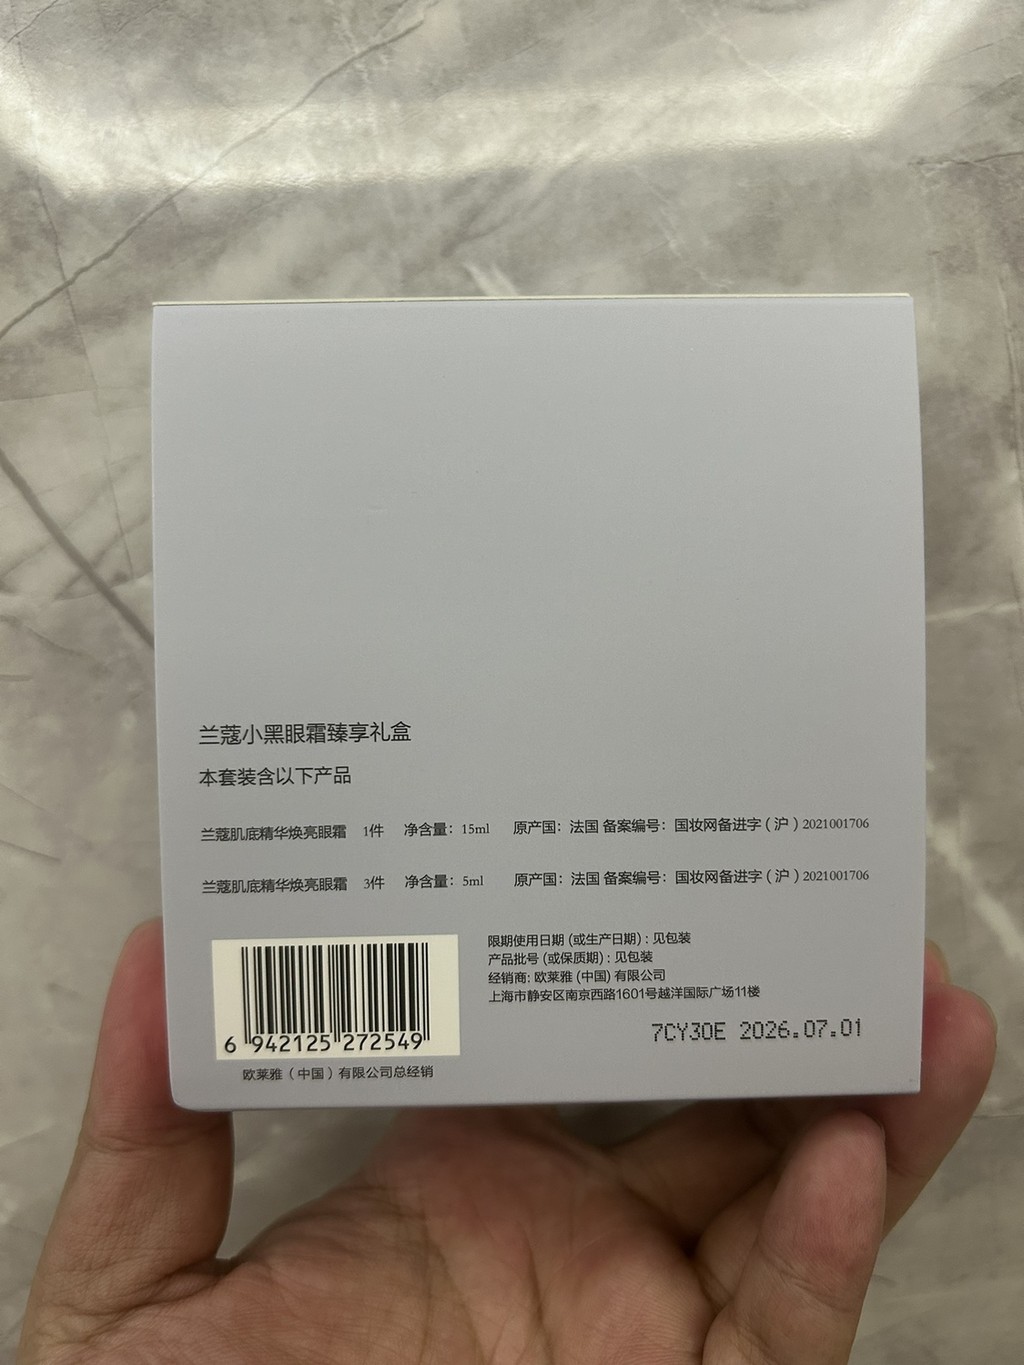 兰蔻小黑眼霜臻享礼盒
本套装含以下产品
兰蔻肌底精华焕亮眼霜 1件 净含量：15ml 原产国：法国 备案编号：国妆网备进字（沪）2021001706
兰蔻肌底精华焕亮眼霜 3件 净含量：5ml 原产国：法国 备案编号：国妆网备进字（沪）2021001706
限期使用日期 (或生产日期) : 见包装
产品批号 (或保质期) : 见包装
经销商: 欧莱雅 (中国) 有限公司
上海市静安区南京西路1601号越洋国际广场11楼
7CY30E 2026.07.01
6 942125 272549
欧莱雅（中国）有限公司总经销